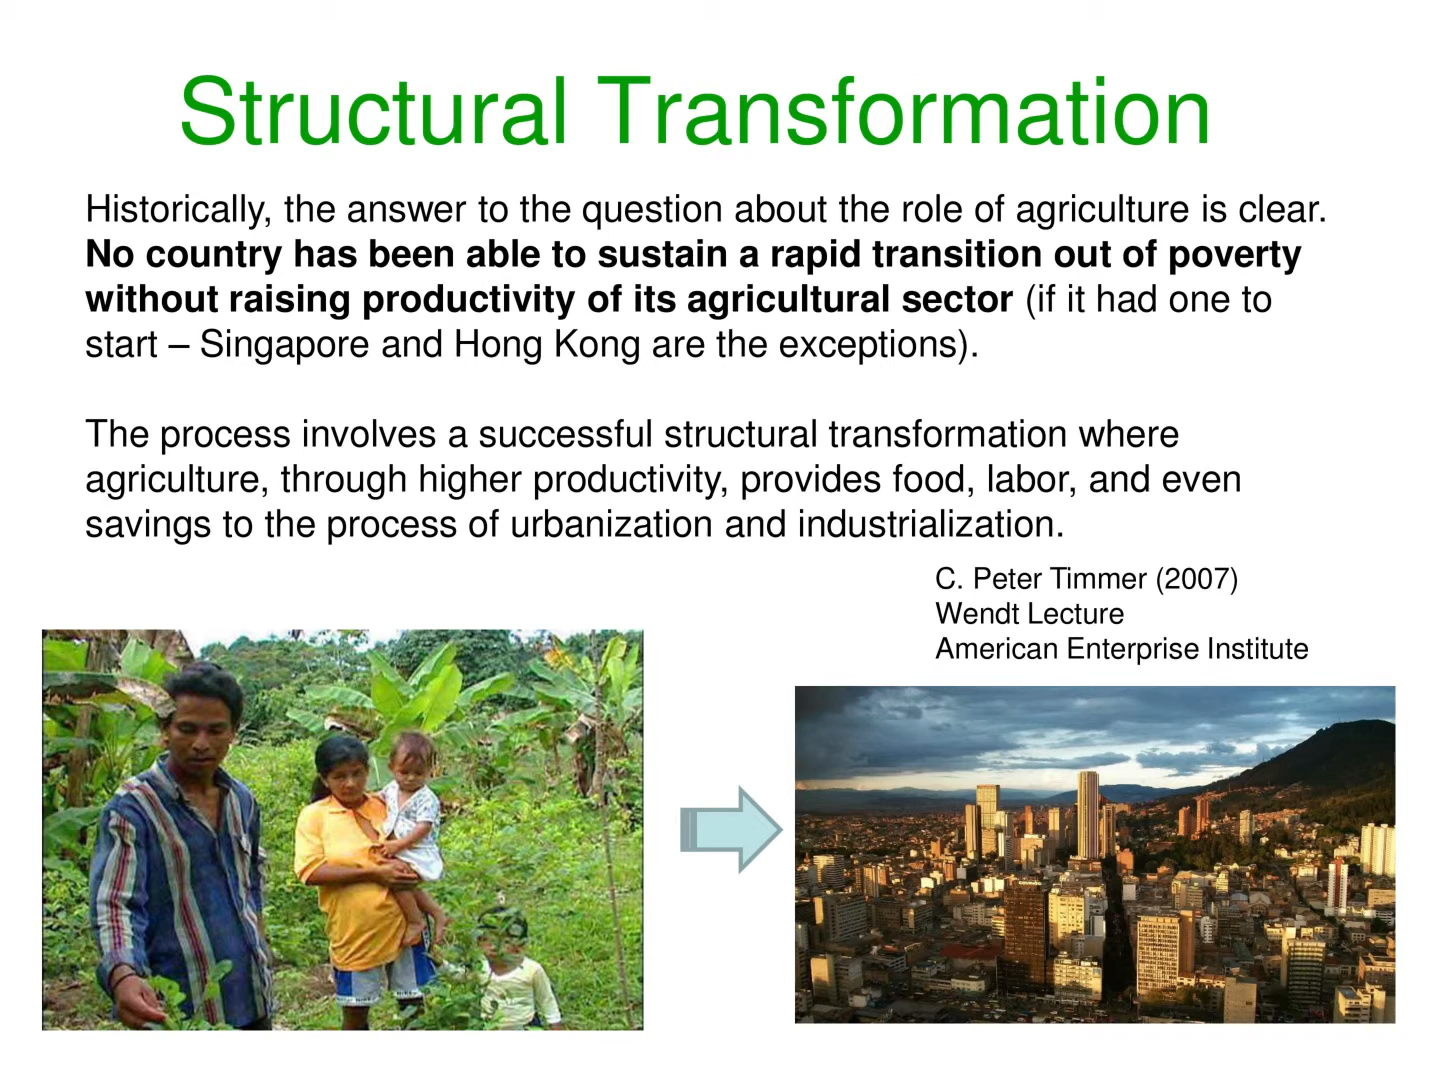 Structural Transformation
Historically, the answer to the question about the role of agriculture is clear.
No country has been able to sustain a rapid transition out of poverty
without raising productivity of its agricultural sector (if it had one to
start – Singapore and Hong Kong are the exceptions).
The process involves a successful structural transformation where
agriculture, through higher productivity, provides food, labor, and even
savings to the process of urbanization and industrialization.
C. Peter Timmer (2007)
Wendt Lecture
American Enterprise Institute